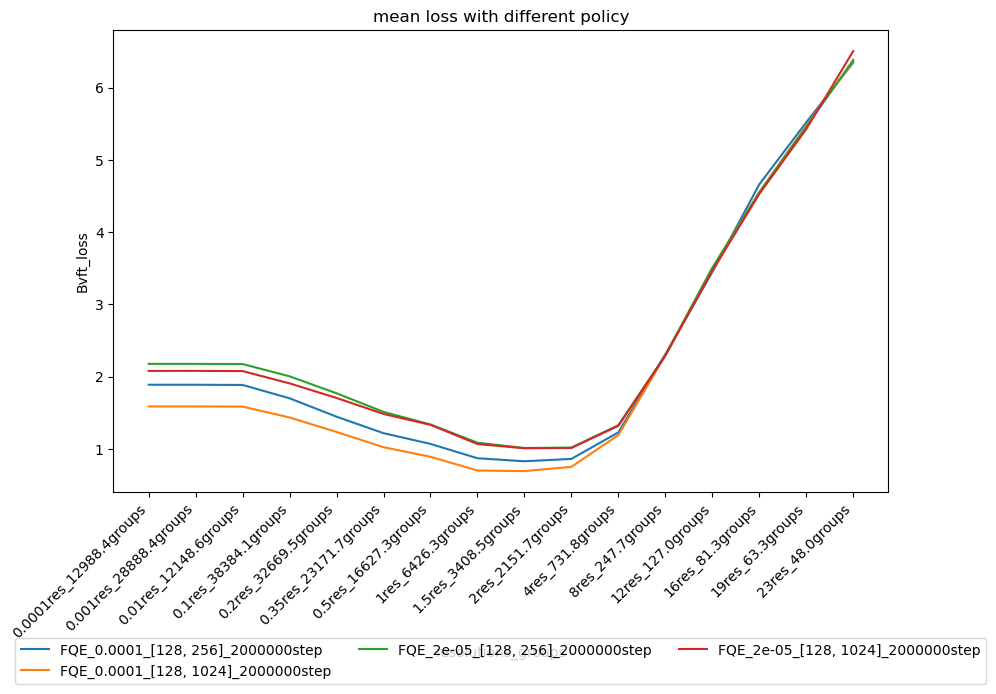 mean loss with different policy
Bvft_loss
6
5
4
3
2
1
0.0001res_12988.4groups
0.001res_28888.4groups
0.01res_12148.6groups
0.1res_38384.1groups
0.2res_32669.5groups
0.35res_23171.7groups
0.5res_16627.3groups
1res_6426.3groups
1.5res_3408.5groups
2res_2151.7groups
4res_731.8groups
8res_247.7groups
12res_127.0groups
16res_81.3groups
19res_63.3groups
23res_48.0groups
FQE_0.0001_[128, 256]_2000000step
FQE_0.0001_[128, 1024]_2000000step
FQE_2e-05_[128, 256]_2000000step
FQE_2e-05_[128, 1024]_2000000step